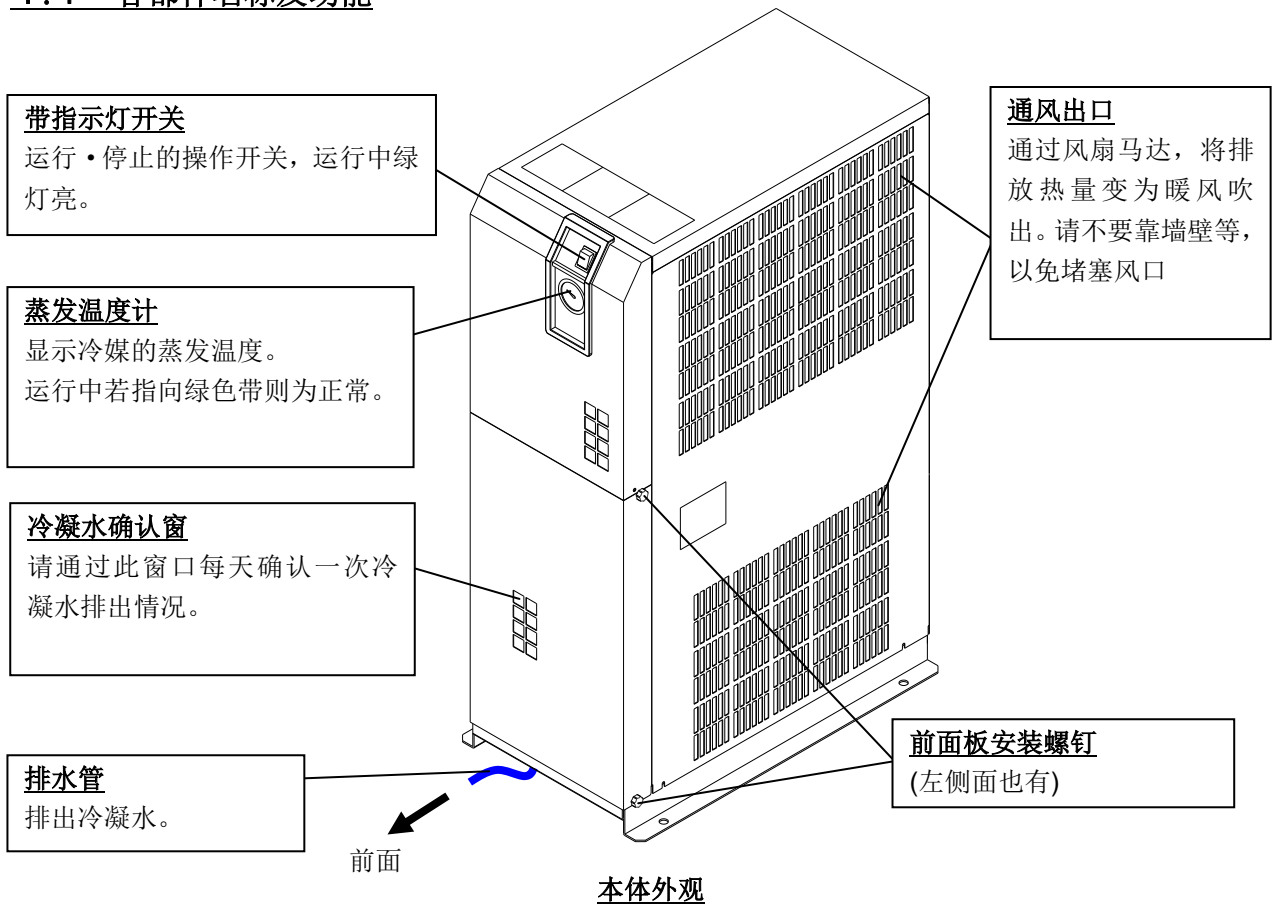 带指示灯开关
运行·停止的操作开关，运行中绿
灯亮。
通风出口
通过风扇马达，将排
放热量变为暖风吹
出。请不要靠墙壁等，
以免堵塞风口
蒸发温度计
显示冷媒的蒸发温度。
运行中若指向绿色带则为正常。
冷凝水确认窗
请通过此窗口每天确认一次冷
凝水排出情况。
前面板安装螺钉
(左侧面也有)
排水管
排出冷凝水。
前面
本体外观